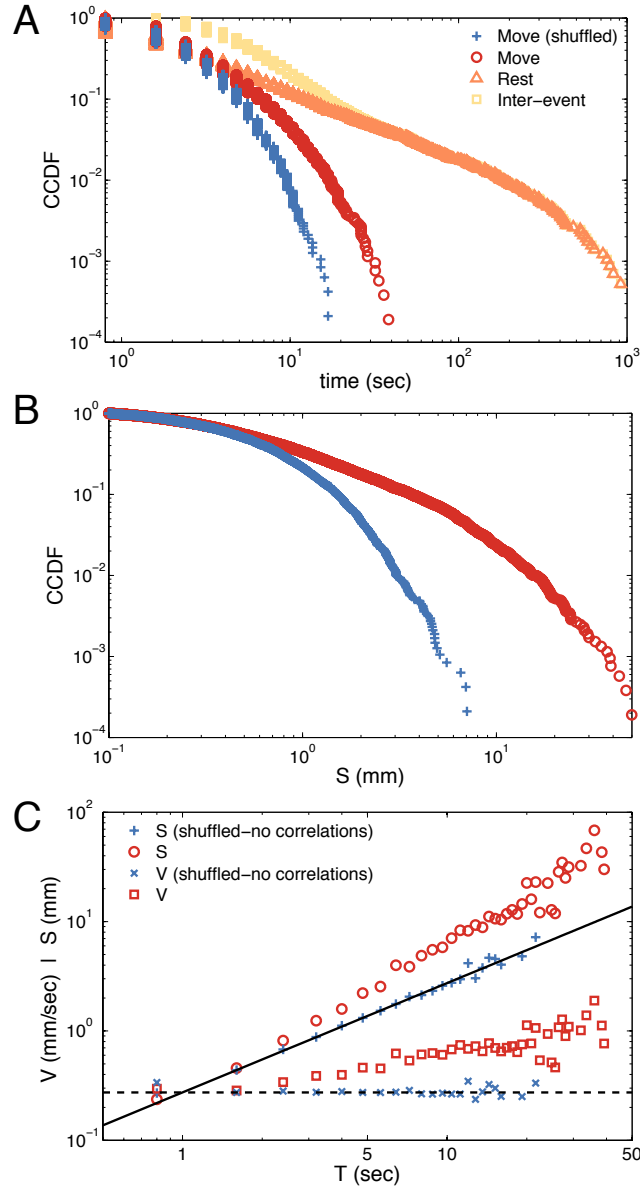 A
10^0
10^-1
10^-2
10^-3
10^-4
CCDF
Move (shuffled)
Move
Rest
Inter-event
10^0 10^1 10^2 10^3
time (sec)
B
10^0
10^-1
10^-2
10^-3
10^-4
CCDF
10^-1 10^0 10^1
S (mm)
C
10^2
10^1
10^0
10^-1
V (mm/sec) | S (mm)
S (shuffled-no correlations)
S
V (shuffled-no correlations)
V
1 5 10 50
T (sec)